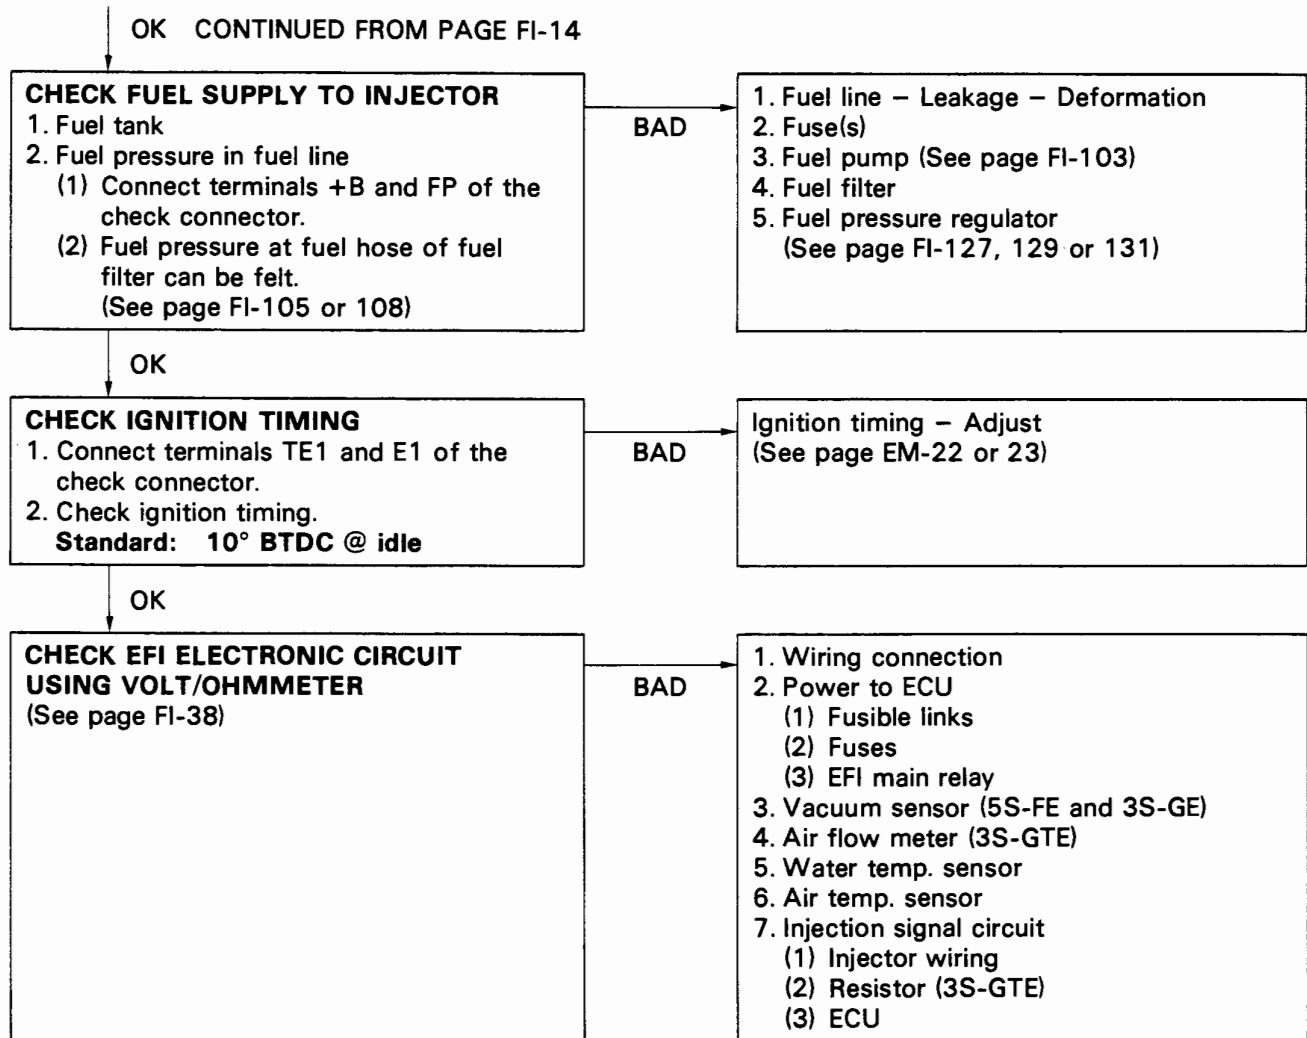 OK CONTINUED FROM PAGE FI-14
CHECK FUEL SUPPLY TO INJECTOR
1. Fuel tank
2. Fuel pressure in fuel line
(1) Connect terminals +B and FP of the
check connector.
(2) Fuel pressure at fuel hose of fuel
filter can be felt.
(See page FI-105 or 108)
BAD
1. Fuel line – Leakage – Deformation
2. Fuse(s)
3. Fuel pump (See page FI-103)
4. Fuel filter
5. Fuel pressure regulator
(See page FI-127, 129 or 131)
OK
CHECK IGNITION TIMING
1. Connect terminals TE1 and E1 of the
check connector.
2. Check ignition timing.
Standard: 10° BTDC @ idle
BAD
Ignition timing – Adjust
(See page EM-22 or 23)
OK
CHECK EFI ELECTRONIC CIRCUIT
USING VOLT/OHMMETER
(See page FI-38)
BAD
1. Wiring connection
2. Power to ECU
(1) Fusible links
(2) Fuses
(3) EFI main relay
3. Vacuum sensor (5S-FE and 3S-GE)
4. Air flow meter (3S-GTE)
5. Water temp. sensor
6. Air temp. sensor
7. Injection signal circuit
(1) Injector wiring
(2) Resistor (3S-GTE)
(3) ECU